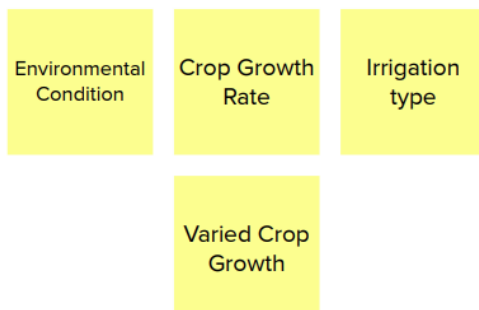 Environmental
Condition
Crop Growth
Rate
Irrigation
type
Varied Crop
Growth